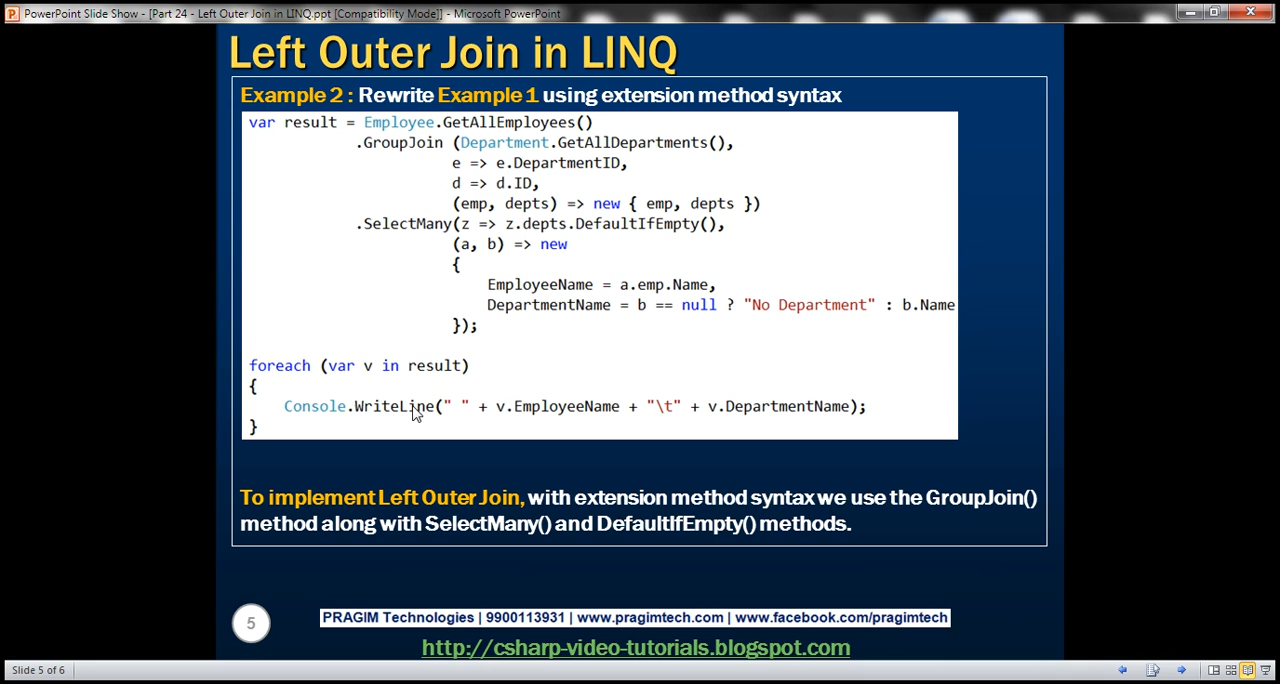 PowerPoint Slide Show - [Part 24 - Left Outer Join in LINQ.ppt [Compatibility Mode]] - Microsoft PowerPoint
Left Outer Join in LINQ
Example 2 : Rewrite Example 1 using extension method syntax
var result = Employee.GetAllEmployees()
.GroupJoin (Department.GetAllDepartments(),
e => e.DepartmentID,
d => d.ID,
(emp, depts) => new { emp, depts })
.SelectMany(z => z.depts.DefaultIfEmpty(),
(a, b) => new
{
EmployeeName = a.emp.Name,
DepartmentName = b == null ? "No Department" : b.Name
});
foreach (var v in result)
{
Console.WriteLine(" " + v.EmployeeName + "\t" + v.DepartmentName);
}
To implement Left Outer Join, with extension method syntax we use the GroupJoin()
method along with SelectMany() and DefaultIfEmpty() methods.
5
PRAGIM Technologies | 9900113931 | www.pragimtech.com | www.facebook.com/pragimtech
http://csharp-video-tutorials.blogspot.com
Slide 5 of 6